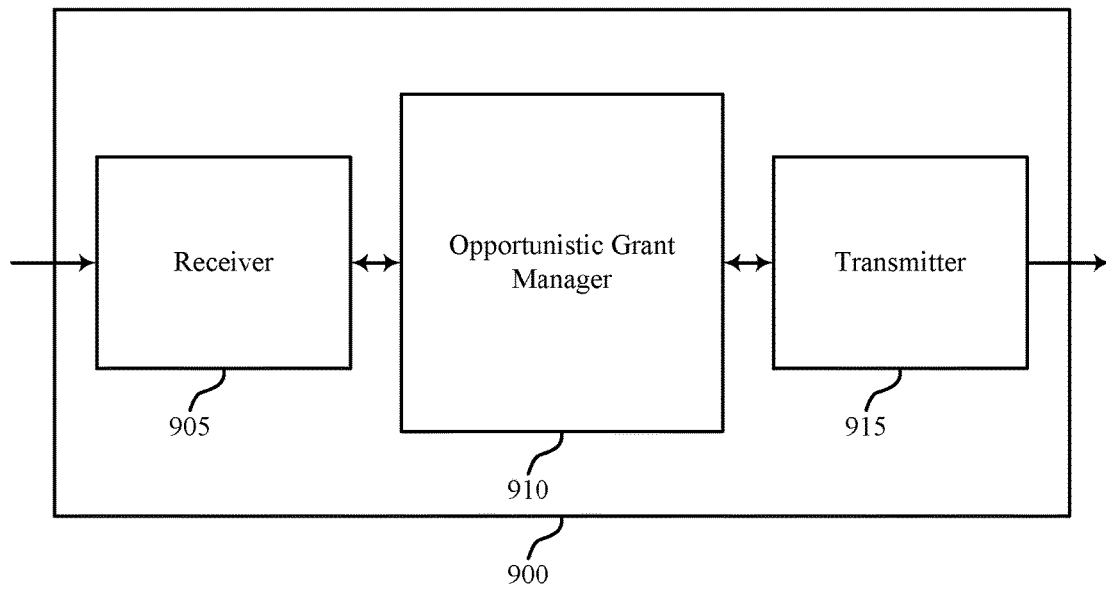 Receiver
Opportunistic Grant
Manager
Transmitter
905
910
915
900